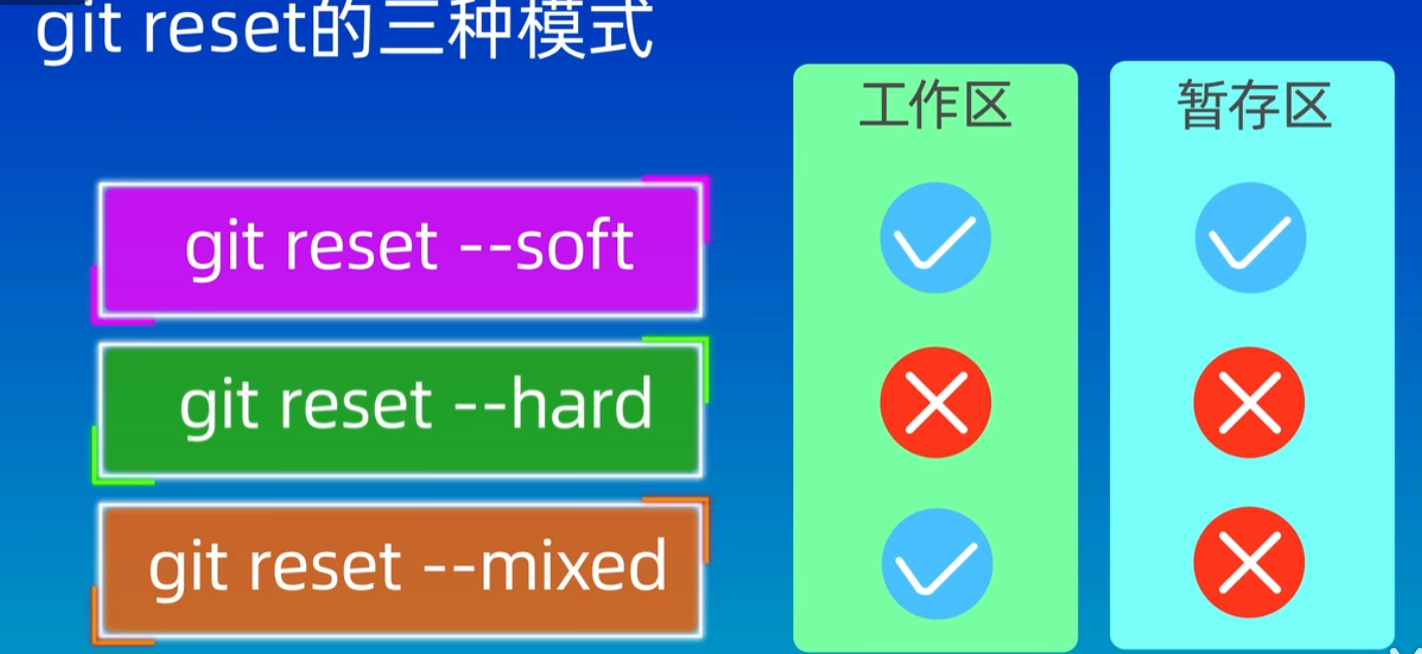 git reset的三种模式
工作区
暂存区
git reset --soft
git reset --hard
git reset --mixed